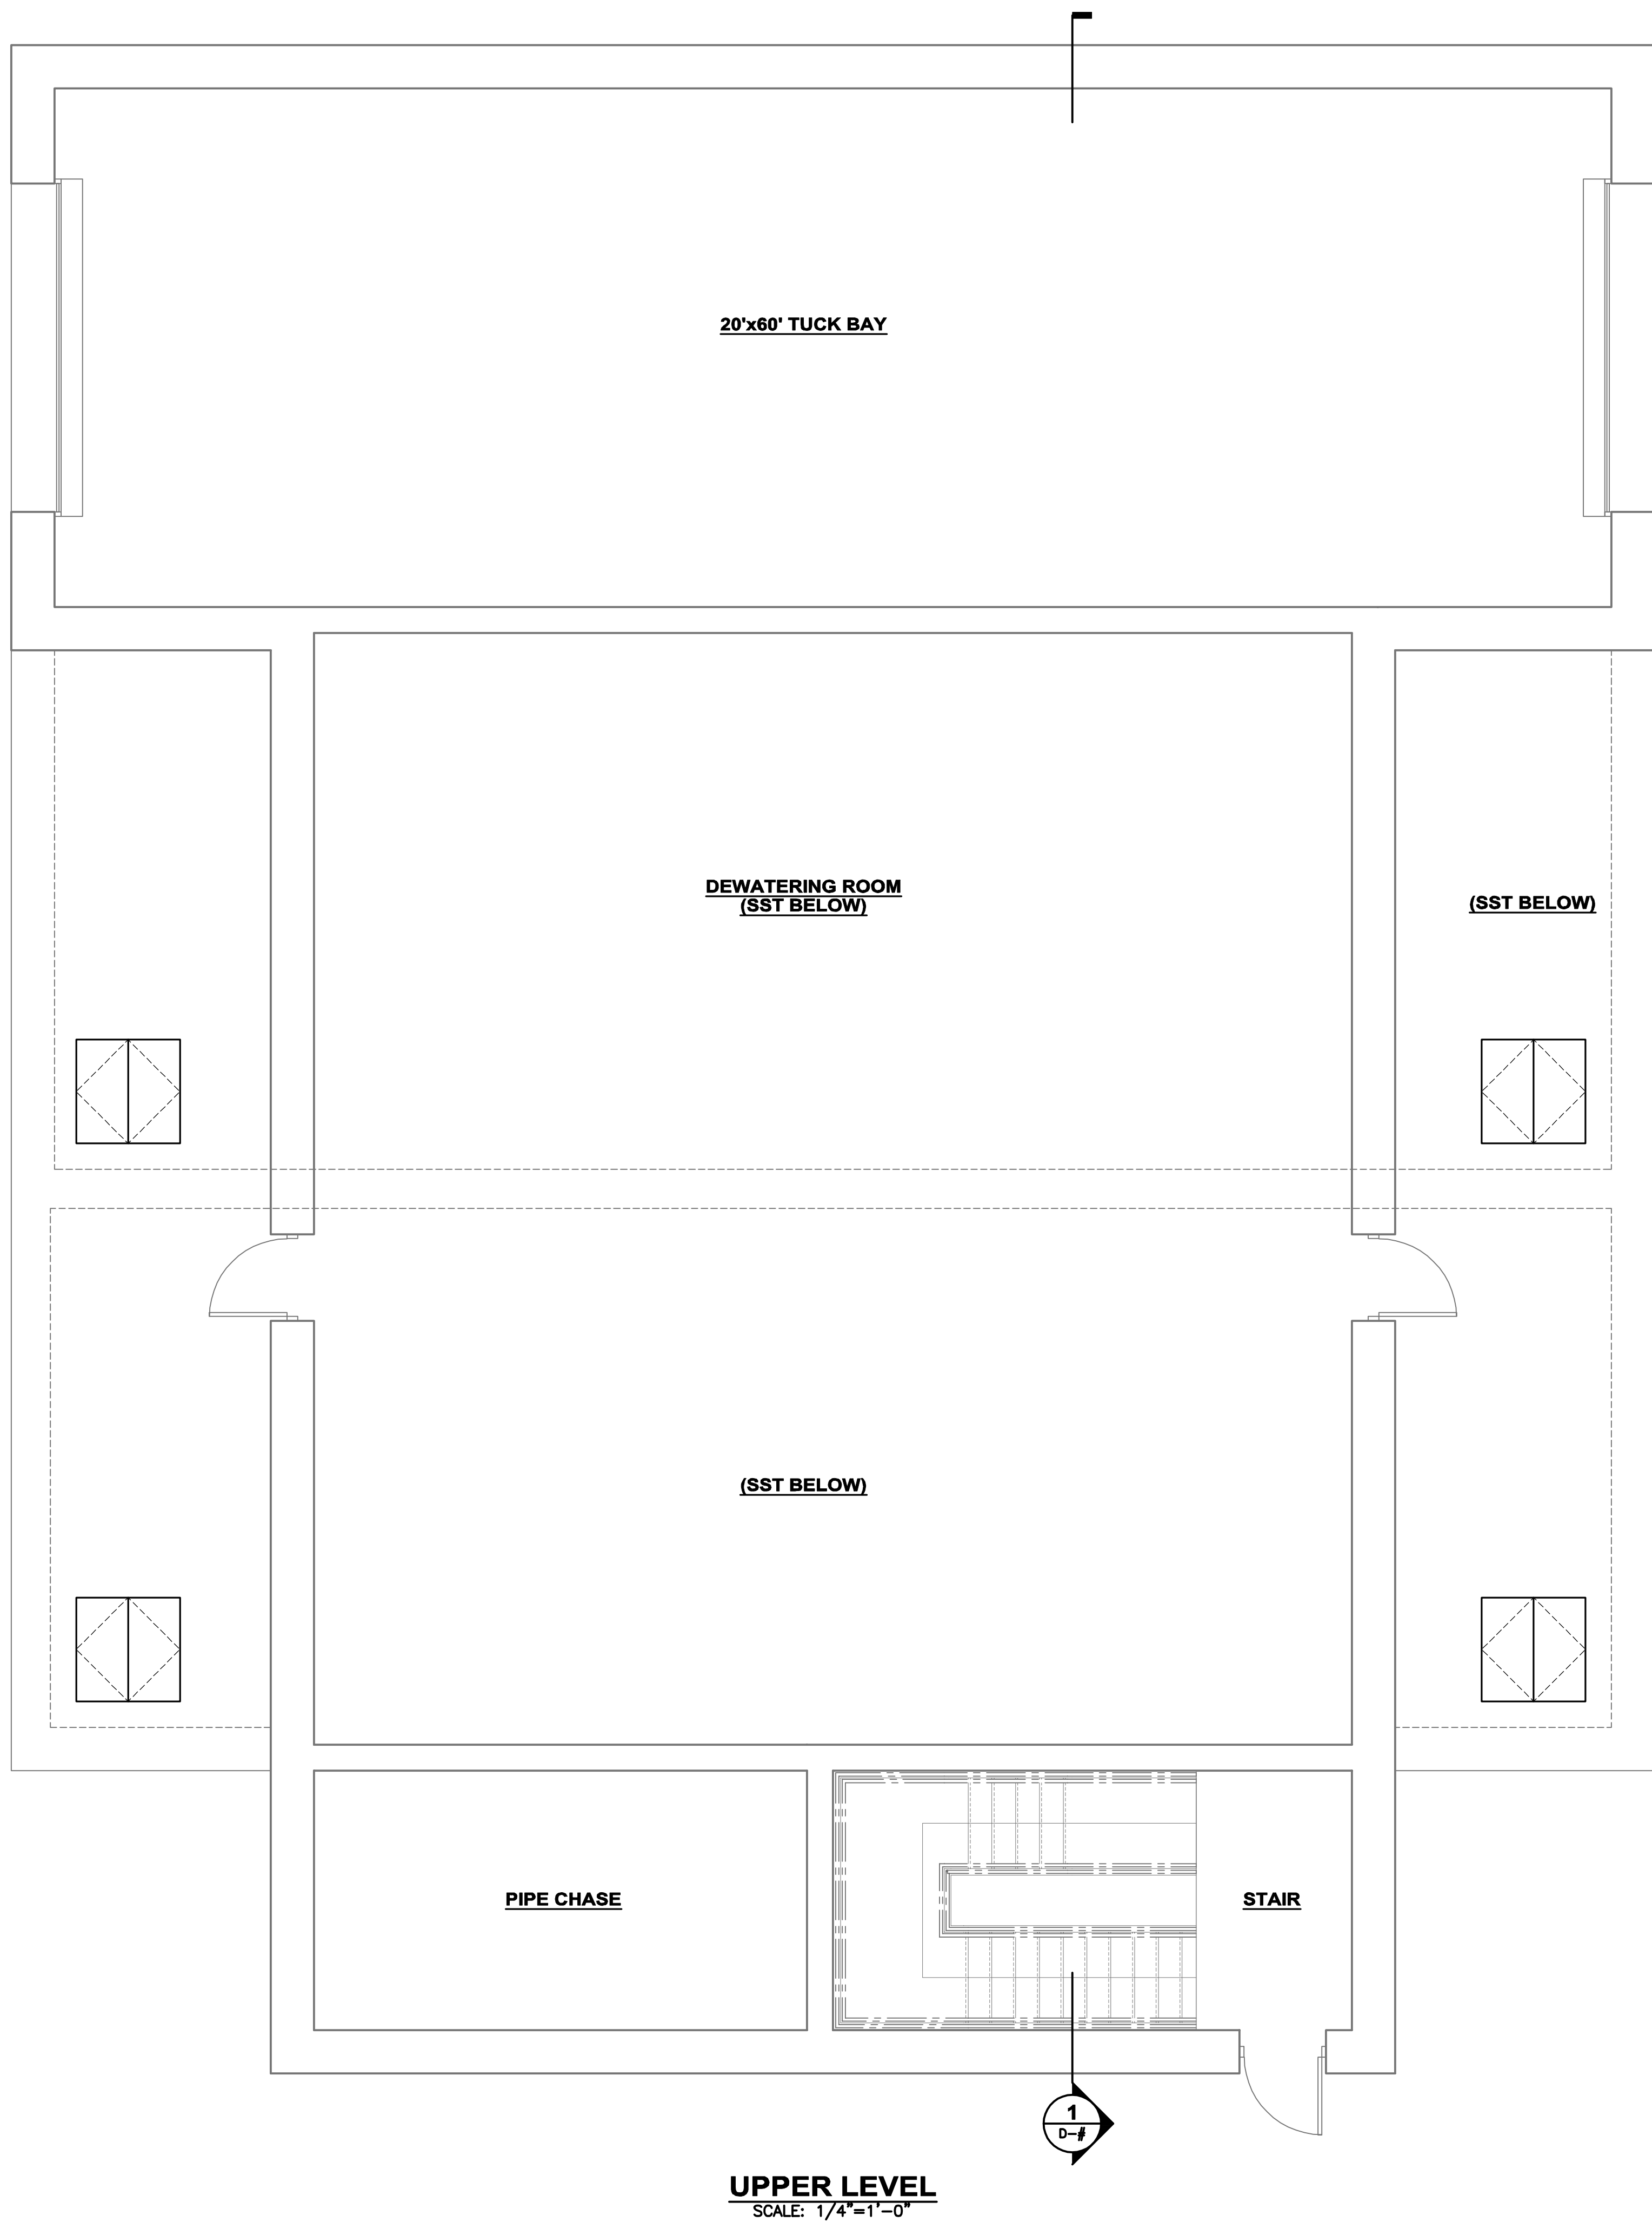 20'x60' TUCK BAY
DEWATERING ROOM
(SST BELOW)
(SST BELOW)
(SST BELOW)
PIPE CHASE
STAIR
1
D-#
UPPER LEVEL
SCALE: 1/4"=1'-0"